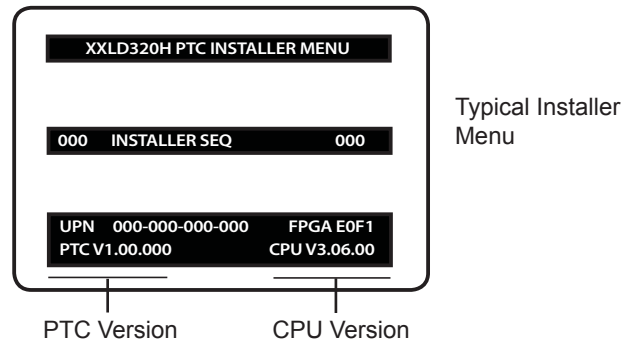 XXLD320H PTC INSTALLER MENU
Typical Installer
Menu
000 INSTALLER SEQ 000
UPN 000-000-000-000 FPGA E0F1
PTC V1.00.000 CPU V3.06.00
PTC Version CPU Version